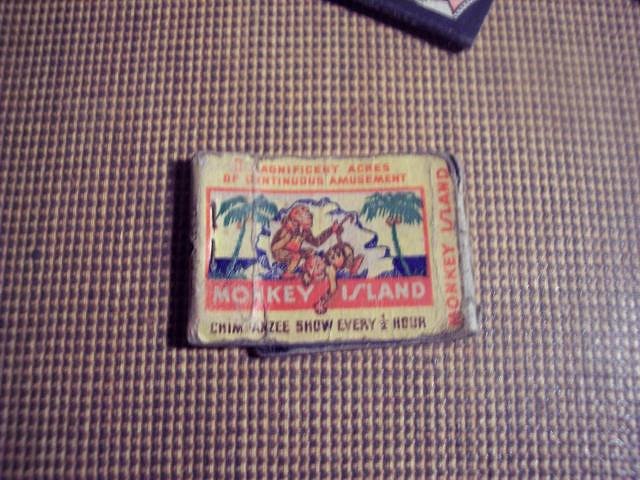 MAGNIFICENT ACRES
OF CONTINUOUS AMUSEMENT
MONKEY ISLAND
CHIMPANZEE SHOW EVERY ½ HOUR
MONKEY ISLAND